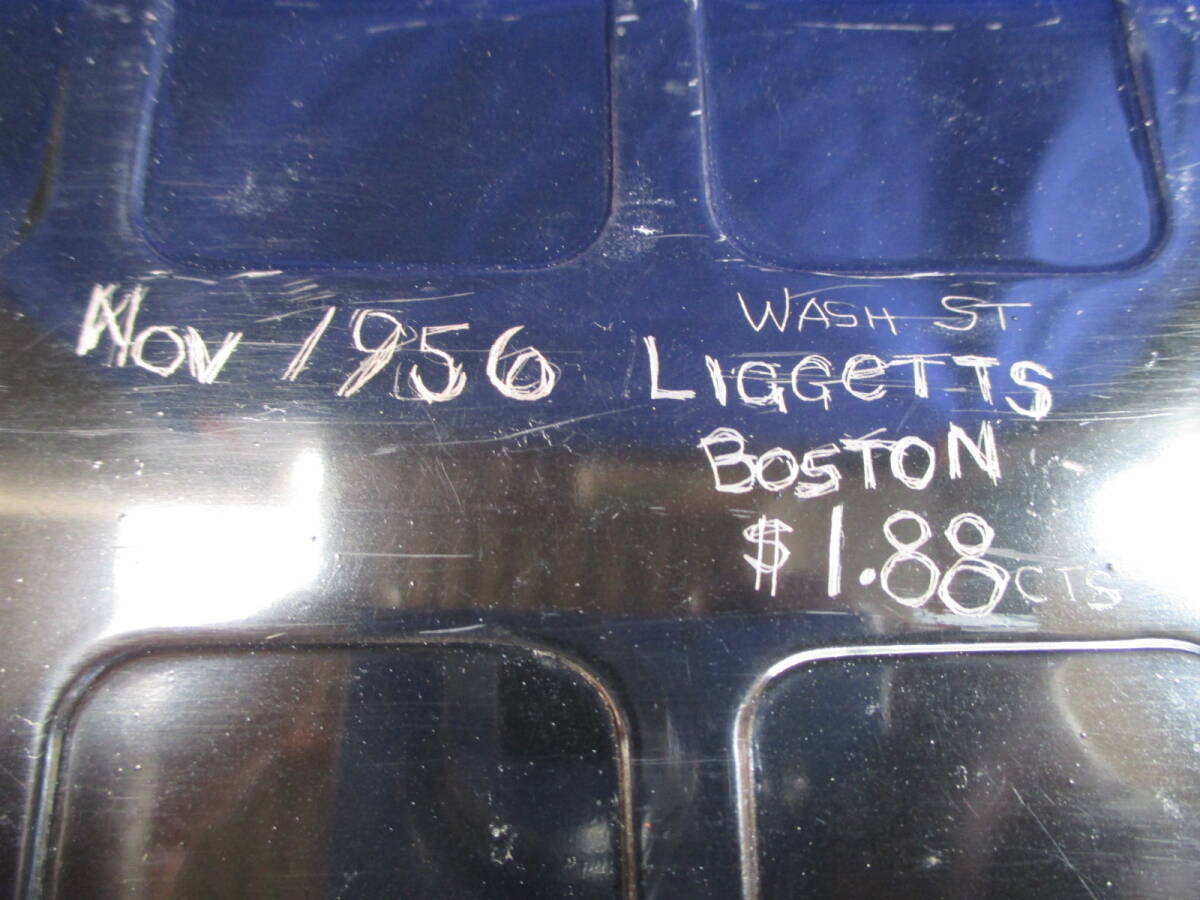 Nov 1956
WASH ST
LIGGETTS
BOSTON
$1.88 CTS